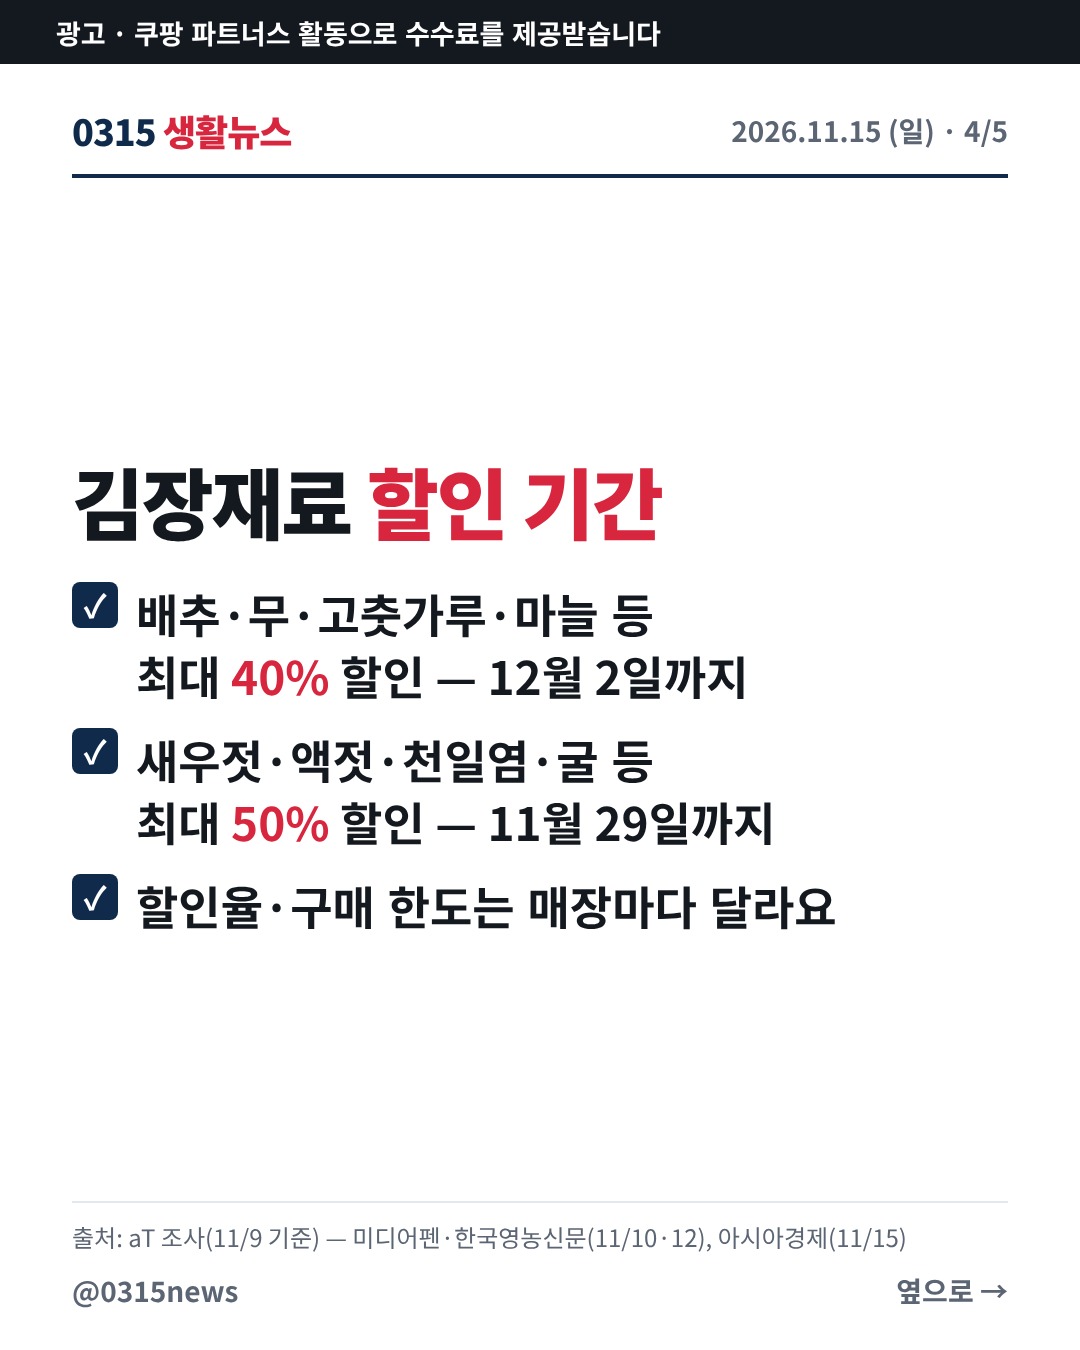 광고 · 쿠팡 파트너스 활동으로 수수료를 제공받습니다
0315 생활뉴스
2026.11.15 (일) · 4/5
김장재료 할인 기간
✓ 배추·무·고춧가루·마늘 등
최대 40% 할인 — 12월 2일까지
✓ 새우젓·액젓·천일염·굴 등
최대 50% 할인 — 11월 29일까지
✓ 할인율·구매 한도는 매장마다 달라요
출처: aT 조사(11/9 기준) — 미디어펜·한국영농신문(11/10·12), 아시아경제(11/15)
@0315news
옆으로 →